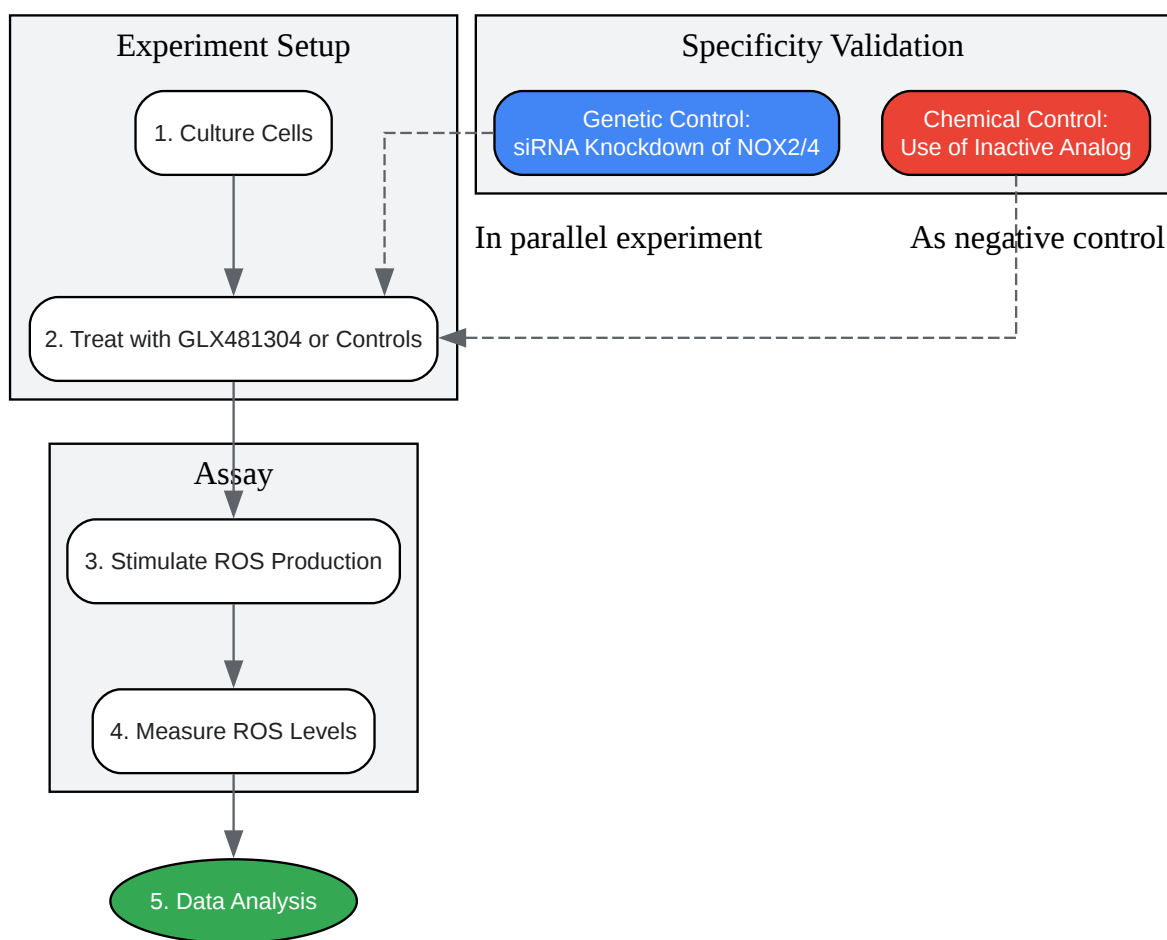 Experiment Setup
1. Culture Cells
2. Treat with GLX481304 or Controls
Specificity Validation
Genetic Control:
siRNA Knockdown of NOX2/4
Chemical Control:
Use of Inactive Analog
In parallel experiment
As negative control
Assay
3. Stimulate ROS Production
4. Measure ROS Levels
5. Data Analysis